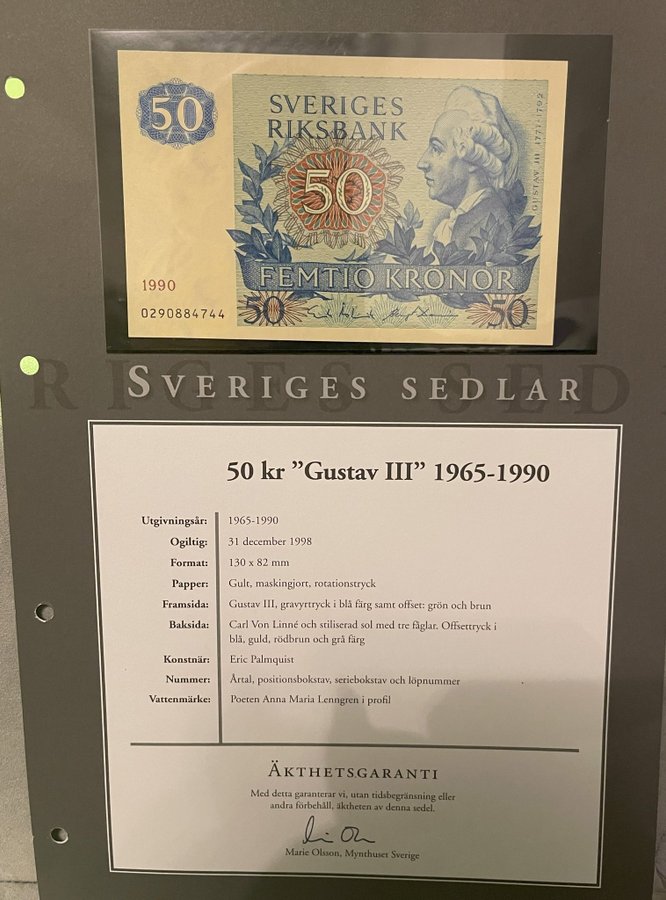 50
SVERIGES
RIKSBANK
50
GUSTAV III 1771-1792
FEMTIO KRONOR
1990
0290884744
50
50
RIGES SED
SVERIGES SEDLAR
50 kr ”Gustav III” 1965-1990
Utgivningsår: 1965-1990
Ogiltig: 31 december 1998
Format: 130 x 82 mm
Papper: Gult, maskingjort, rotationstryck
Framsida: Gustav III, gravyrtryck i blå färg samt offset: grön och brun
Baksida: Carl Von Linné och stiliserad sol med tre fåglar. Offsettryck i
blå, guld, rödbrun och grå färg
Konstnär: Eric Palmquist
Nummer: Årtal, positionsbokstav, seriebokstav och löpnummer
Vattenmärke: Poeten Anna Maria Lenngren i profil
ÄKTHETSGARANTI
Med detta garanterar vi, utan tidsbegränsning eller
andra förbehåll, äktheten av denna sedel.
Marie Olsson, Mynthuset Sverige